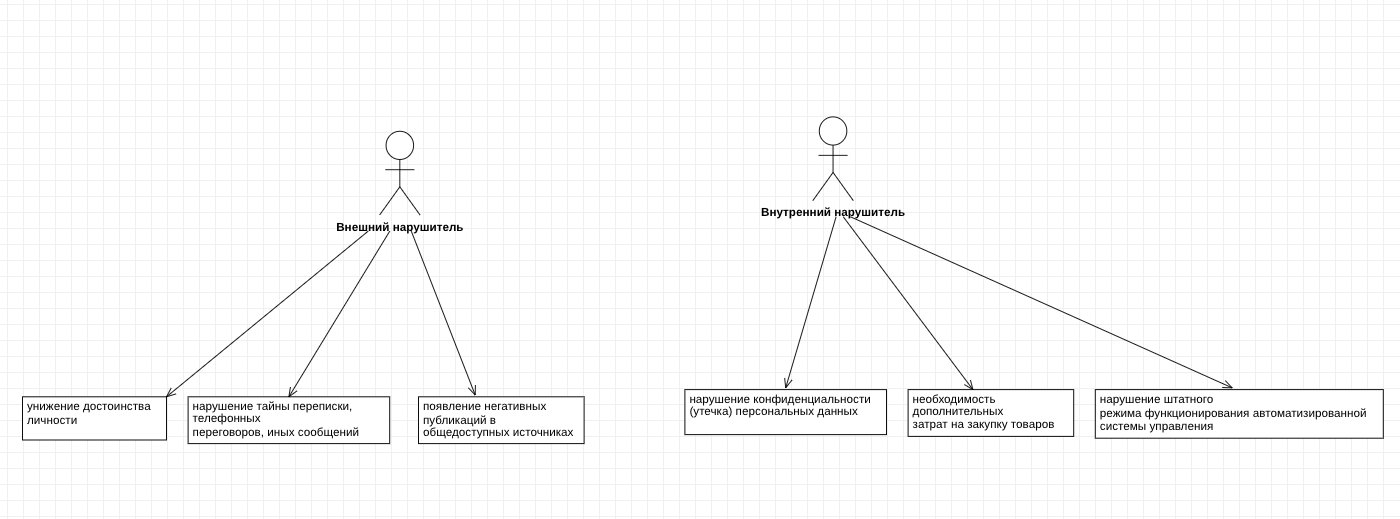 Внешний нарушитель
унижение достоинства
личности
нарушение тайны переписки,
телефонных
переговоров, иных сообщений
появление негативных
публикаций в
общедоступных источниках
Внутренний нарушитель
нарушение конфиденциальности
(утечка) персональных данных
необходимость
дополнительных
затрат на закупку товаров
нарушение штатного
режима функционирования автоматизированной
системы управления